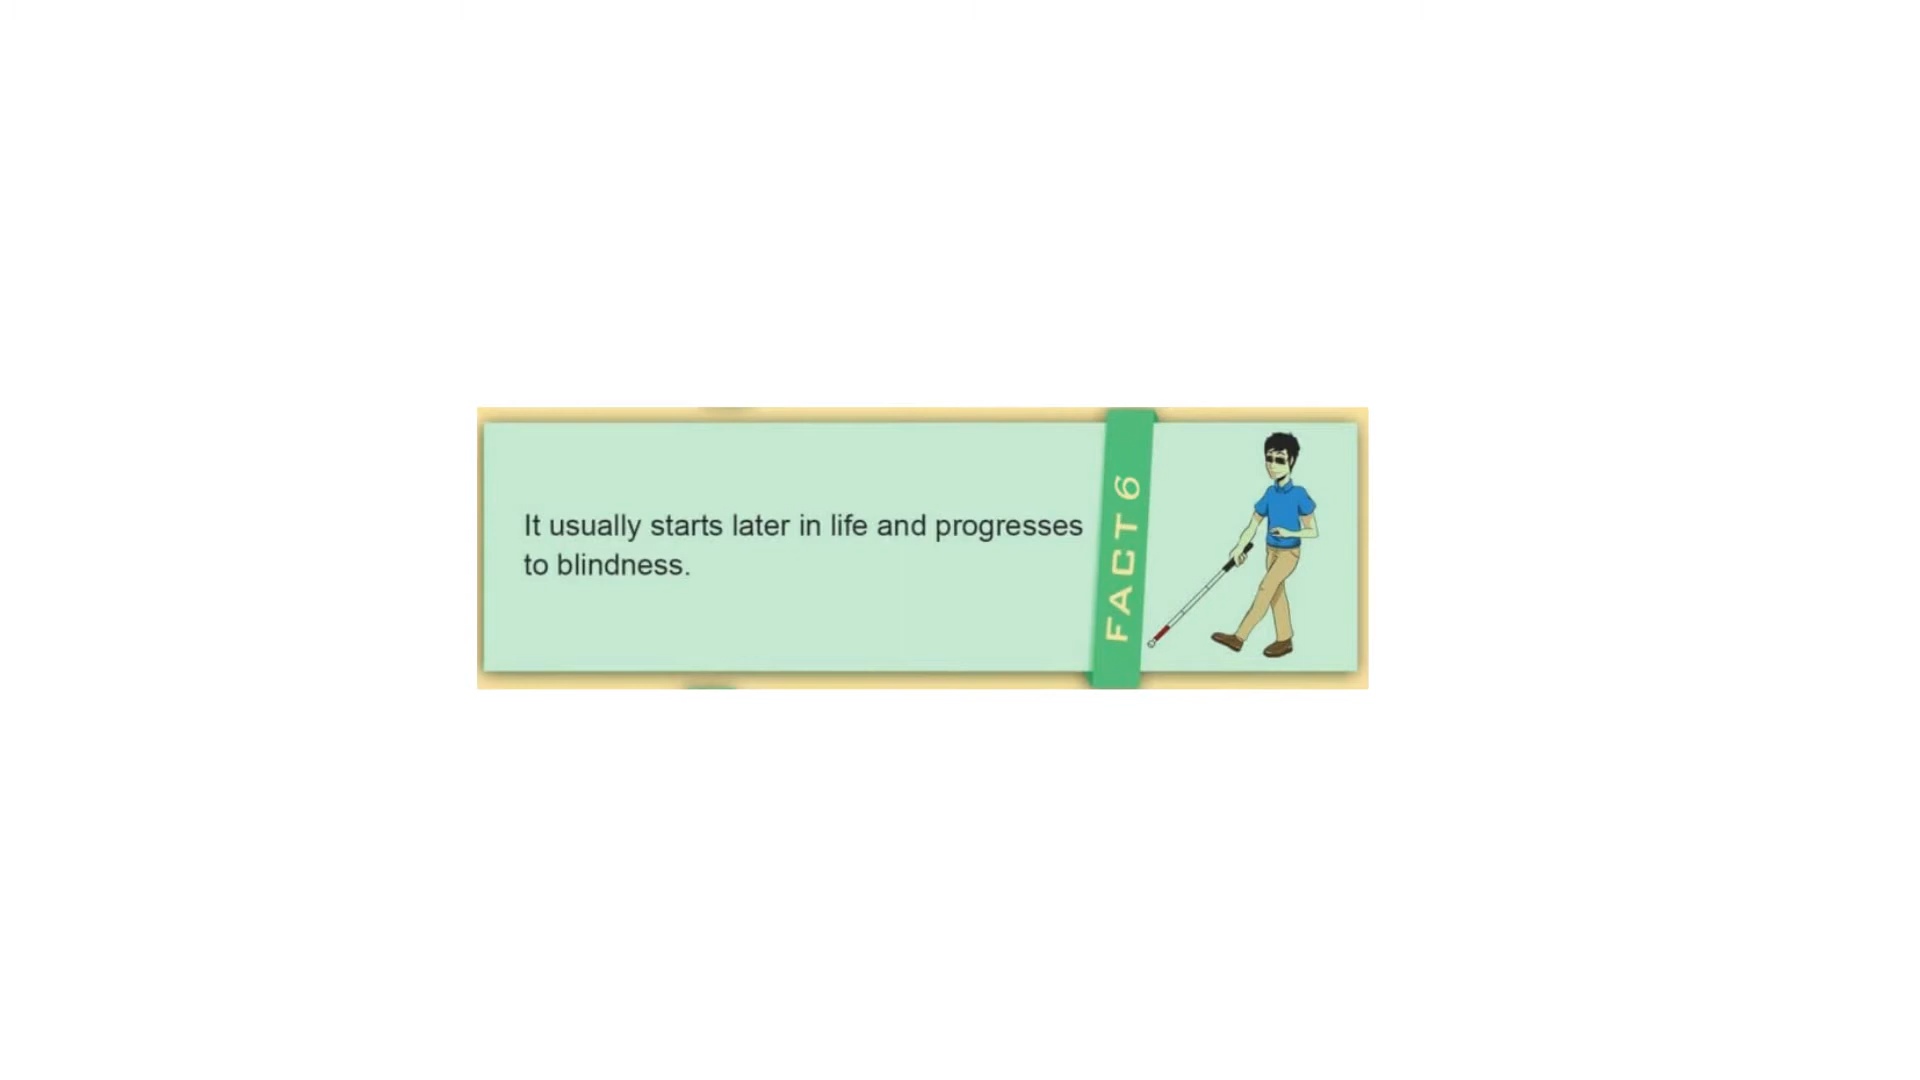 It usually starts later in life and progresses
to blindness.
FACT 6